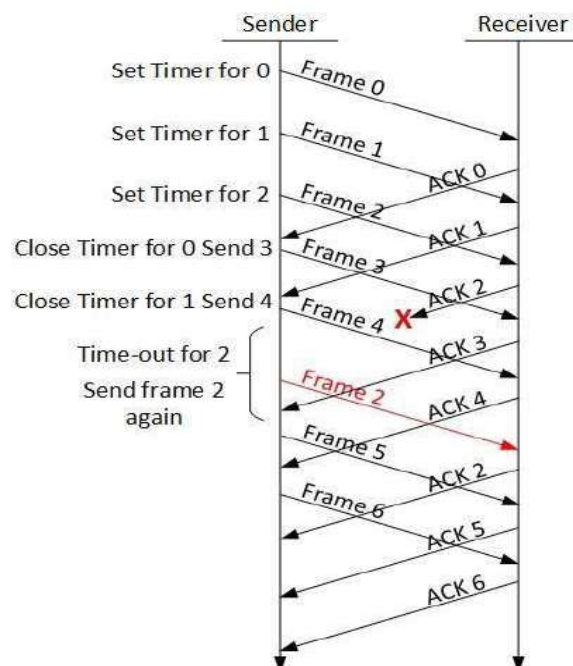 Sender
Receiver
Set Timer for 0
Frame 0
Set Timer for 1
Frame 1
ACK 0
Set Timer for 2
Frame 2
ACK 1
Close Timer for 0 Send 3
Frame 3
ACK 2
Close Timer for 1 Send 4
X
Frame 4
ACK 3
Time-out for 2
Send frame 2
again
Frame 2
ACK 4
Frame 5
ACK 2
Frame 6
ACK 5
ACK 6